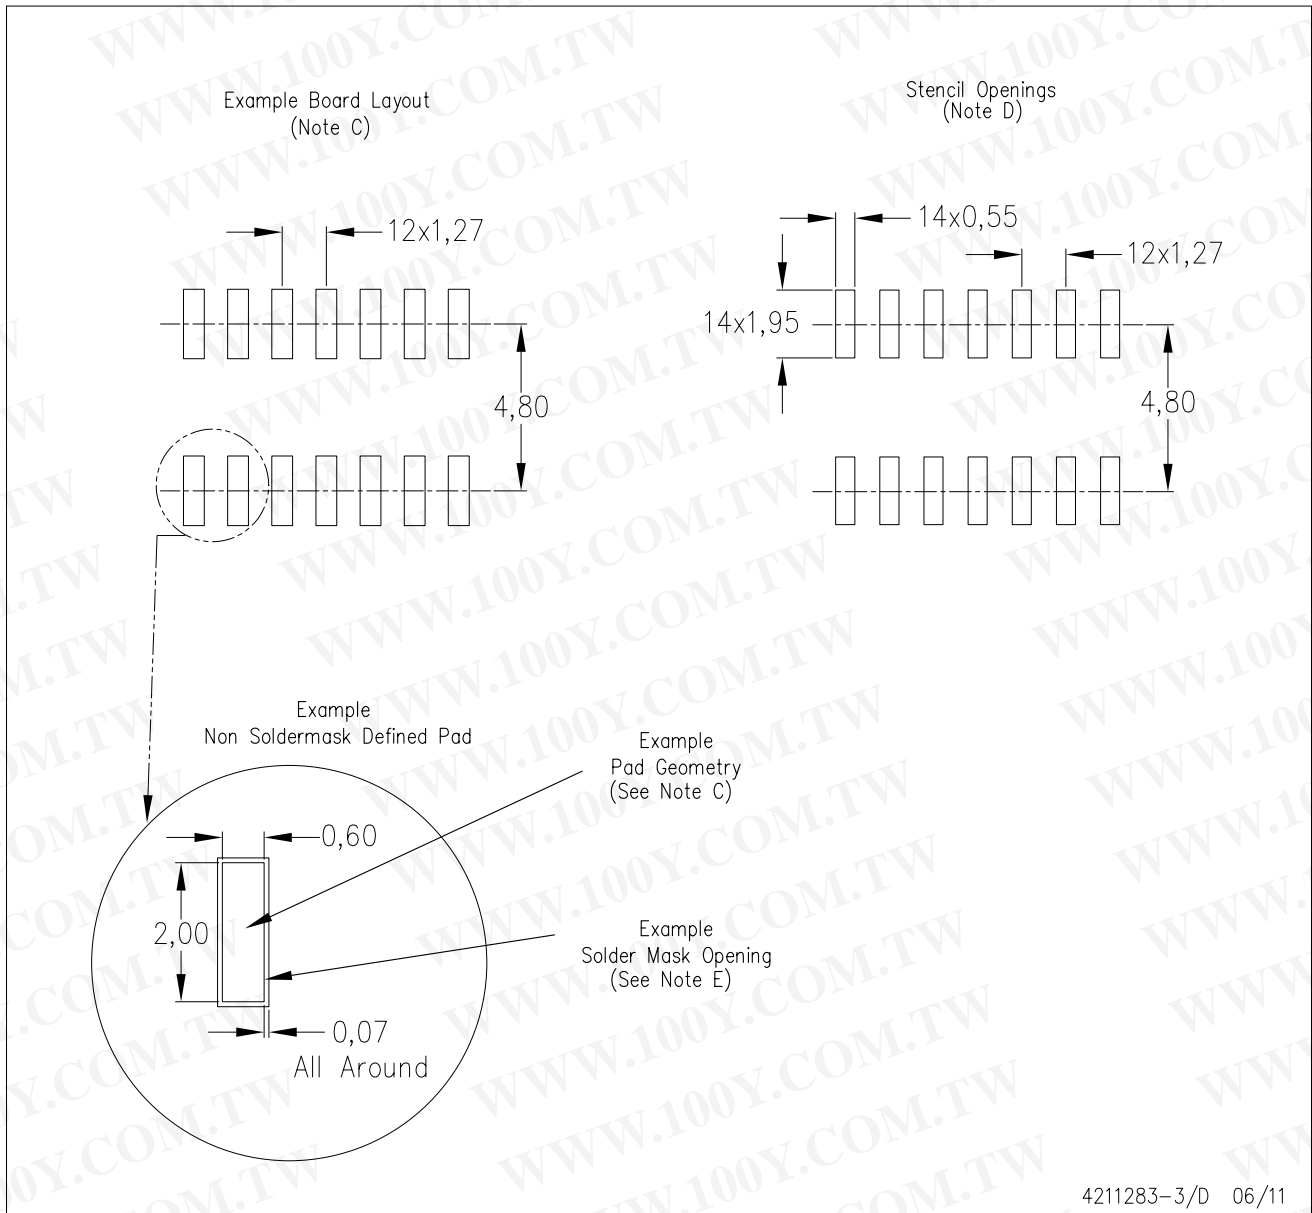 Example Board Layout
(Note C)
Stencil Openings
(Note D)
12x1,27
14x0,55
12x1,27
14x1,95
4,80
4,80
Example
Non Soldermask Defined Pad
Example
Pad Geometry
(See Note C)
0,60
2,00
Example
Solder Mask Opening
(See Note E)
0,07
All Around
4211283-3/D 06/11
WWW.100Y.COM.TW